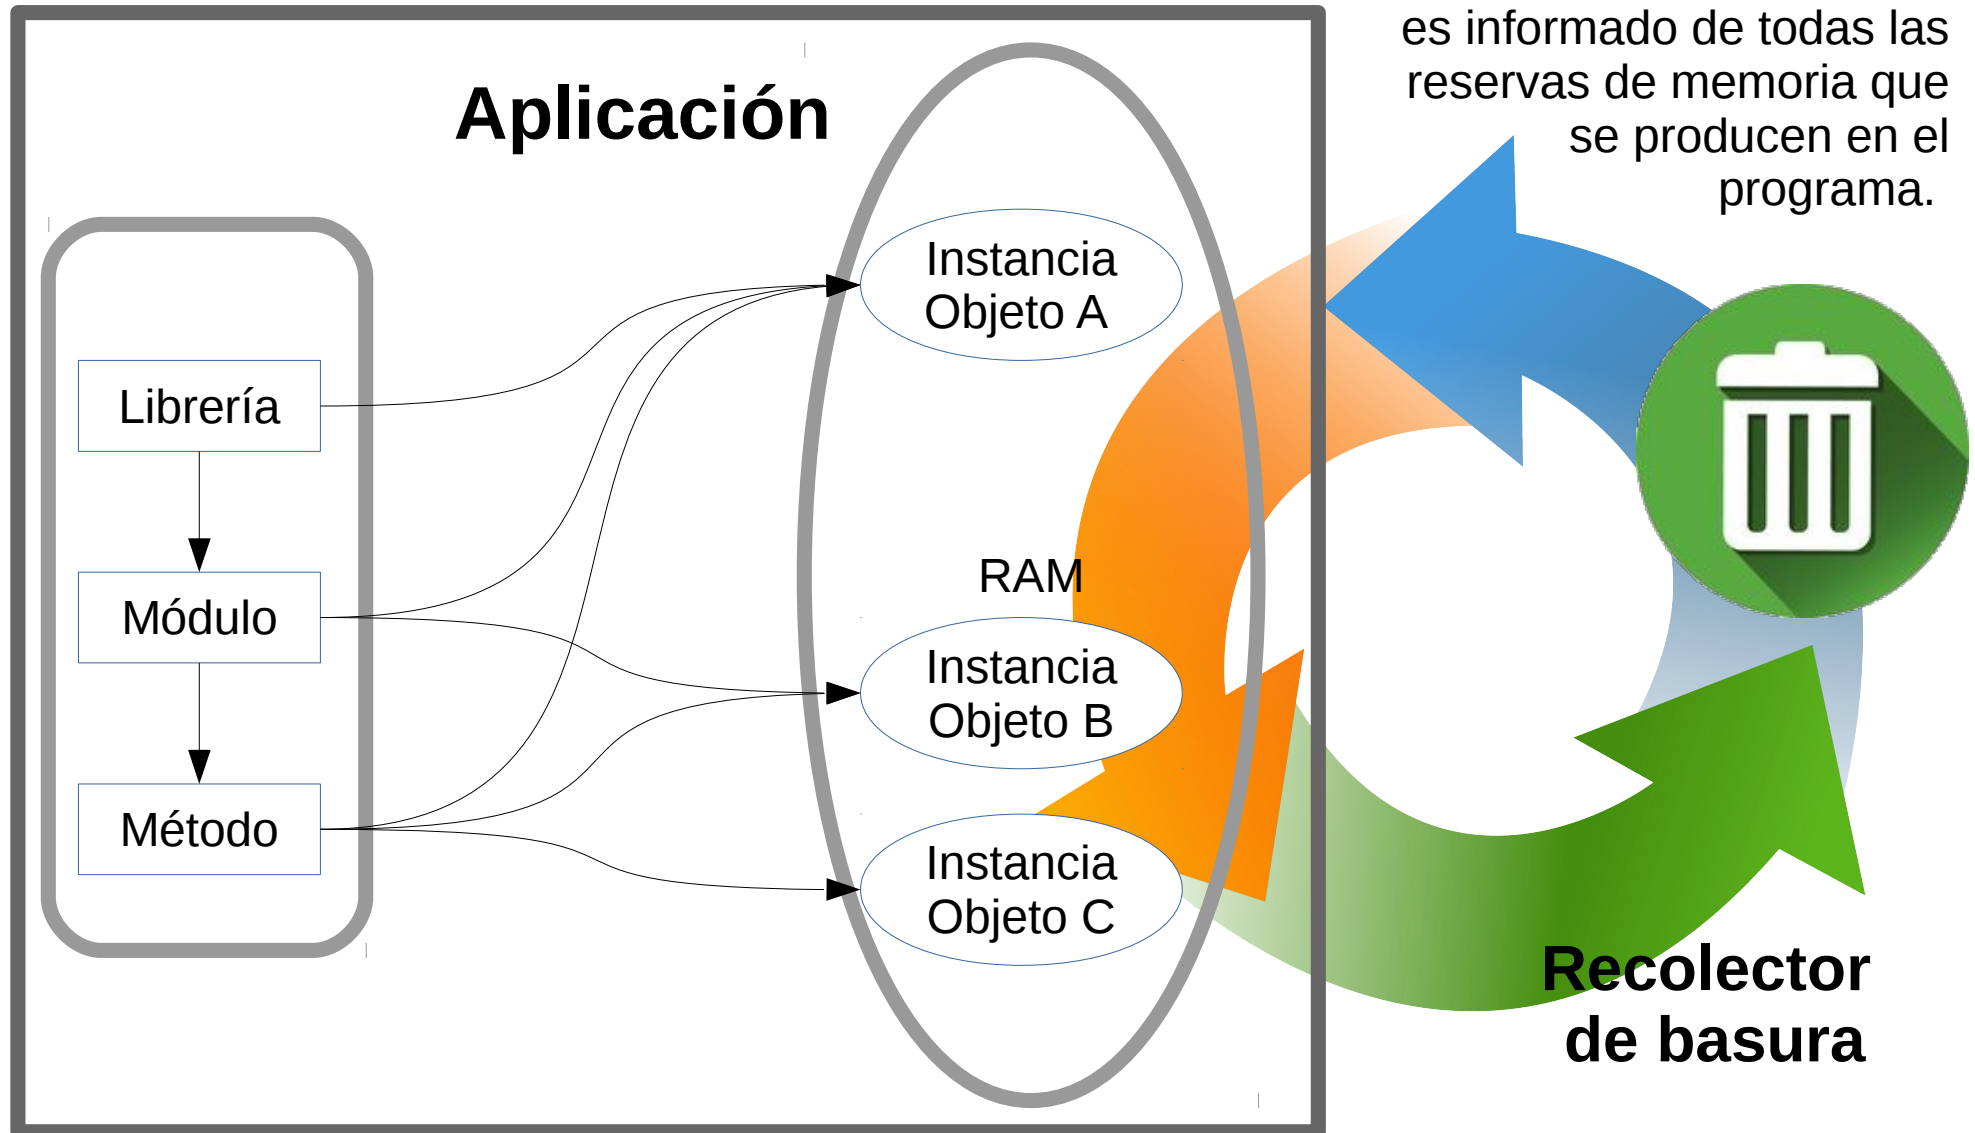 es informado de todas las
reservas de memoria que
se producen en el
programa.
Aplicación
Instancia
Objeto A
Librería
RAM
Módulo
Instancia
Objeto B
Método
Instancia
Objeto C
Recolector
de basura